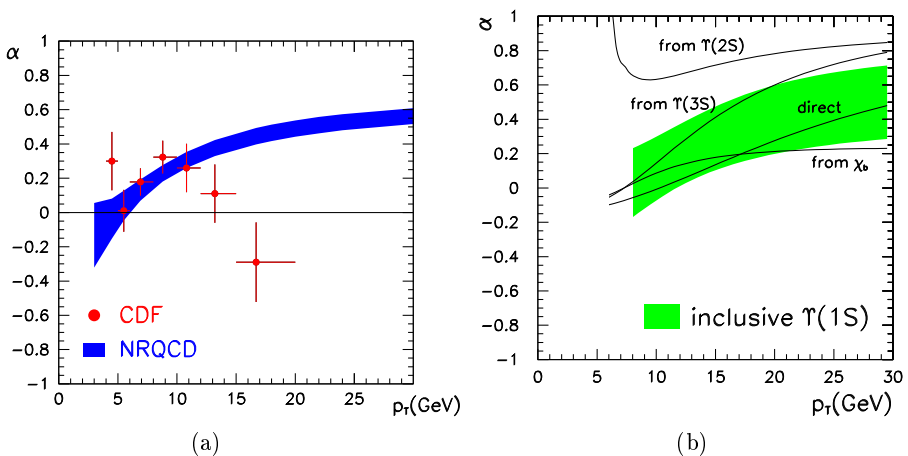 α
1
0.8
0.6
0.4
0.2
0
−0.2
−0.4
−0.6
−0.8
−1
CDF
NRQCD
0 5 10 15 20 25
p_T(GeV)
(a)
α
1
0.8
0.6
0.4
0.2
0
−0.2
−0.4
−0.6
−0.8
−1
from ϒ(2S)
from ϒ(3S)
direct
from χ_b
inclusive ϒ(1S)
0 5 10 15 20 25 30
p_T(GeV)
(b)